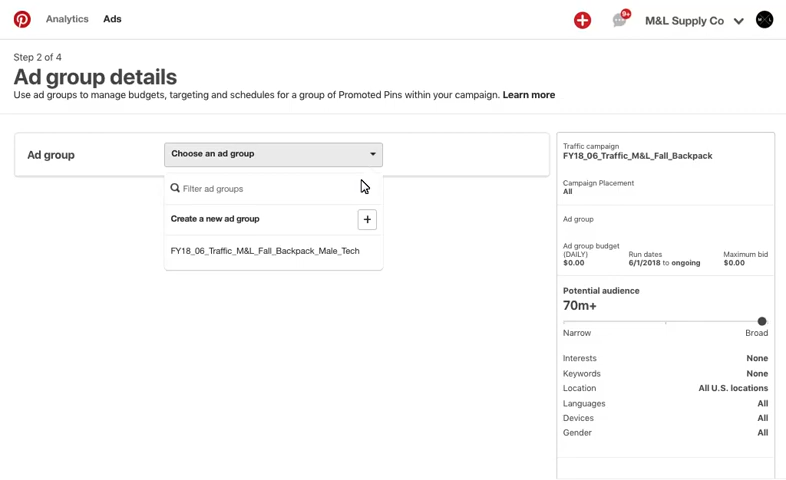 Analytics Ads
9+
M&L Supply Co
Step 2 of 4
Ad group details
Use ad groups to manage budgets, targeting and schedules for a group of Promoted Pins within your campaign. Learn more
Ad group
Choose an ad group
Filter ad groups
Create a new ad group +
FY18_06_Traffic_M&L_Fall_Backpack_Male_Tech
Traffic campaign
FY18_06_Traffic_M&L_Fall_Backpack
Campaign Placement
All
Ad group
Ad group budget
(DAILY) Run dates Maximum bid
$0.00 6/1/2018 to ongoing $0.00
Potential audience
70m+
Narrow Broad
Interests None
Keywords None
Location All U.S. locations
Languages All
Devices All
Gender All